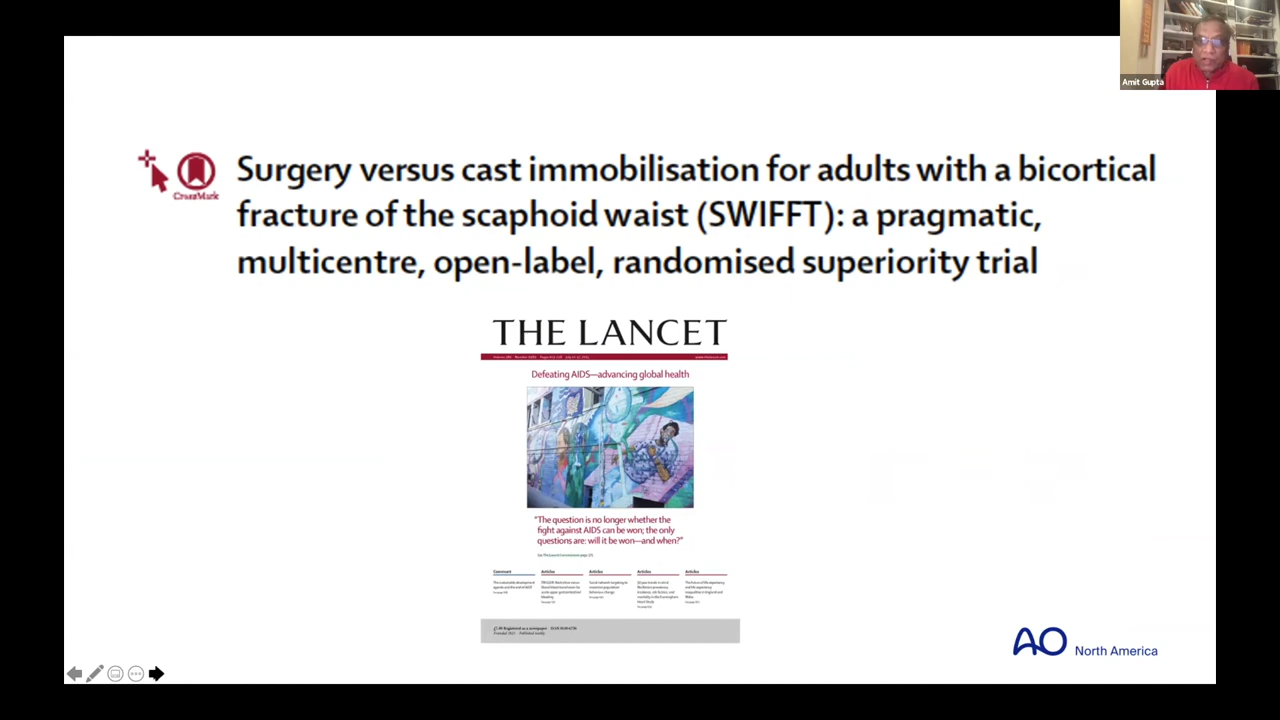 Amit Gupta
CrossMark
Surgery versus cast immobilisation for adults with a bicortical
fracture of the scaphoid waist (SWIFFT): a pragmatic,
multicentre, open-label, randomised superiority trial
THE LANCET
Defeating AIDS—advancing global health
"The question is no longer whether the
fight against AIDS can be won; the only
questions are: will it be won—and when?"
Comment
Articles
Articles
Articles
Articles
AO
North America